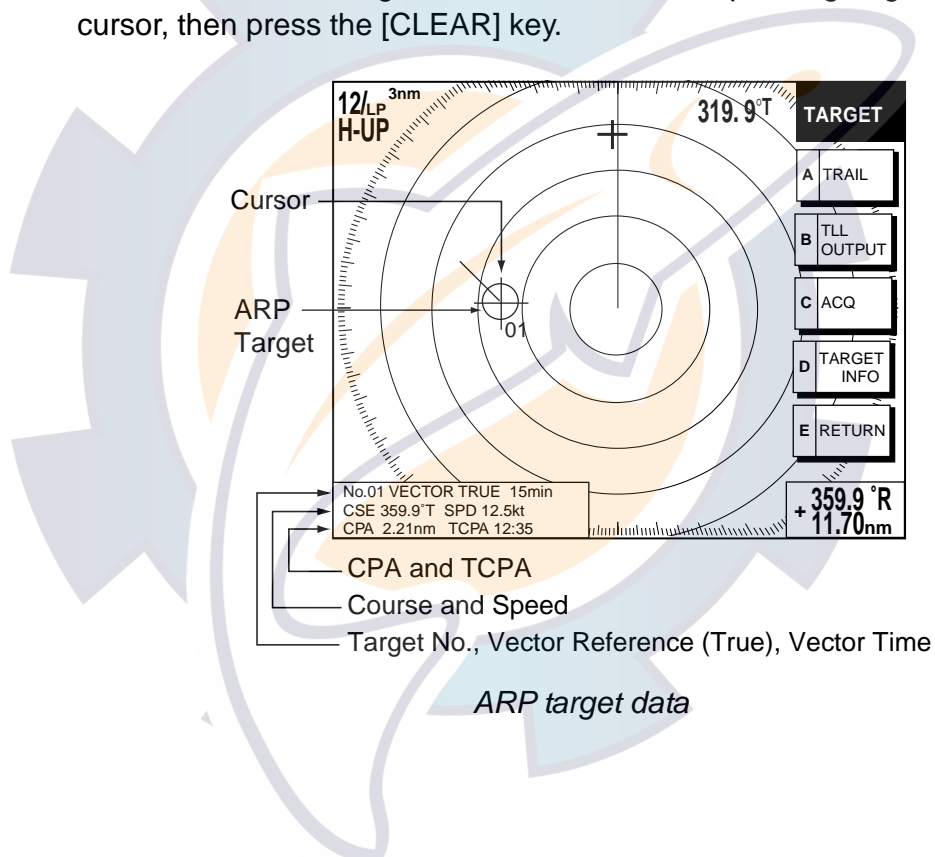 cursor, then press the [CLEAR] key.
12/LP 3nm
H-UP
319. 9°T
TARGET
A TRAIL
B TLL
OUTPUT
C ACQ
D TARGET
INFO
E RETURN
Cursor
ARP
Target
01
No.01 VECTOR TRUE 15min
CSE 359.9°T SPD 12.5kt
CPA 2.21nm TCPA 12:35
+ 359.9 °R
11.70nm
CPA and TCPA
Course and Speed
Target No., Vector Reference (True), Vector Time
ARP target data